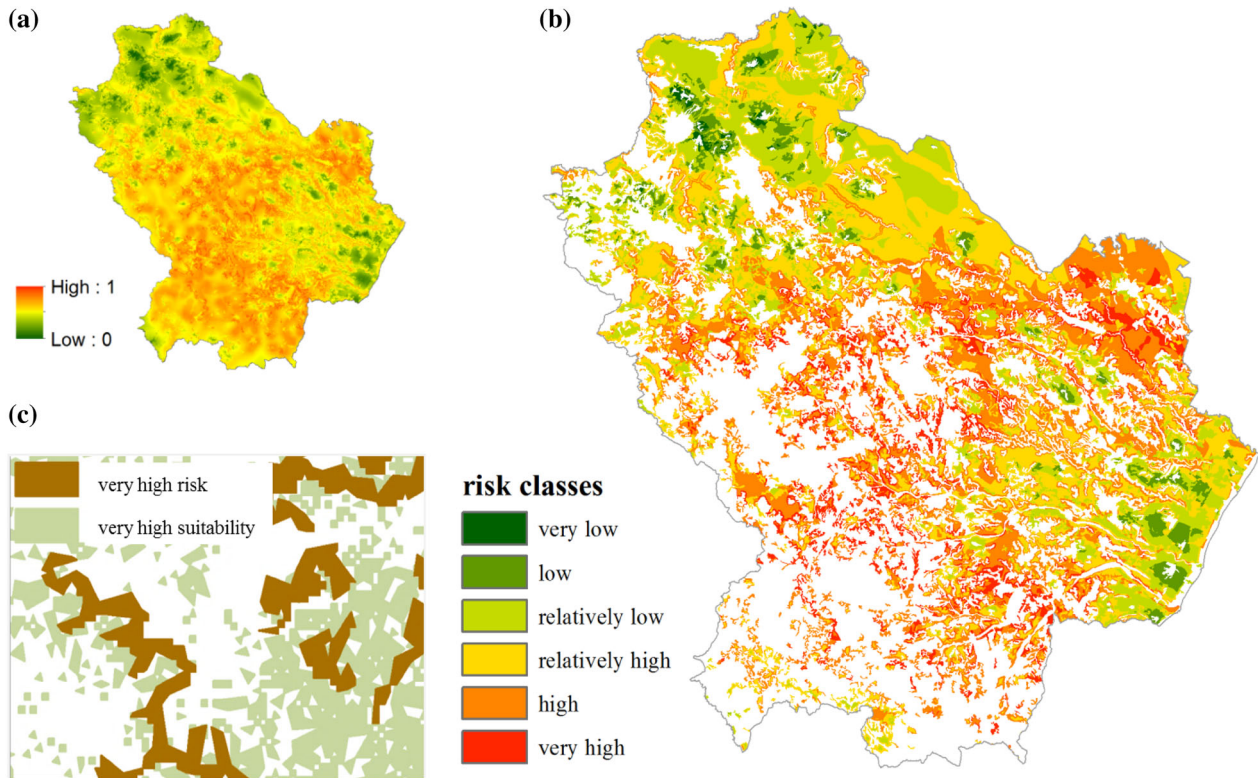 (a)
High : 1
Low : 0
(b)
(c)
very high risk
very high suitability
risk classes
very low
low
relatively low
relatively high
high
very high